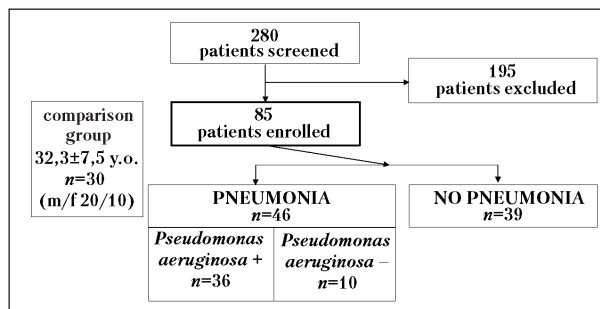 280
patients screened
195
patients excluded
85
patients enrolled
comparison
group
32,3±7,5 y.o.
n=30
(m/f 20/10)
PNEUMONIA
n=46
NO PNEUMONIA
n=39
Pseudomonas
aeruginosa +
n=36
Pseudomonas
aeruginosa –
n=10